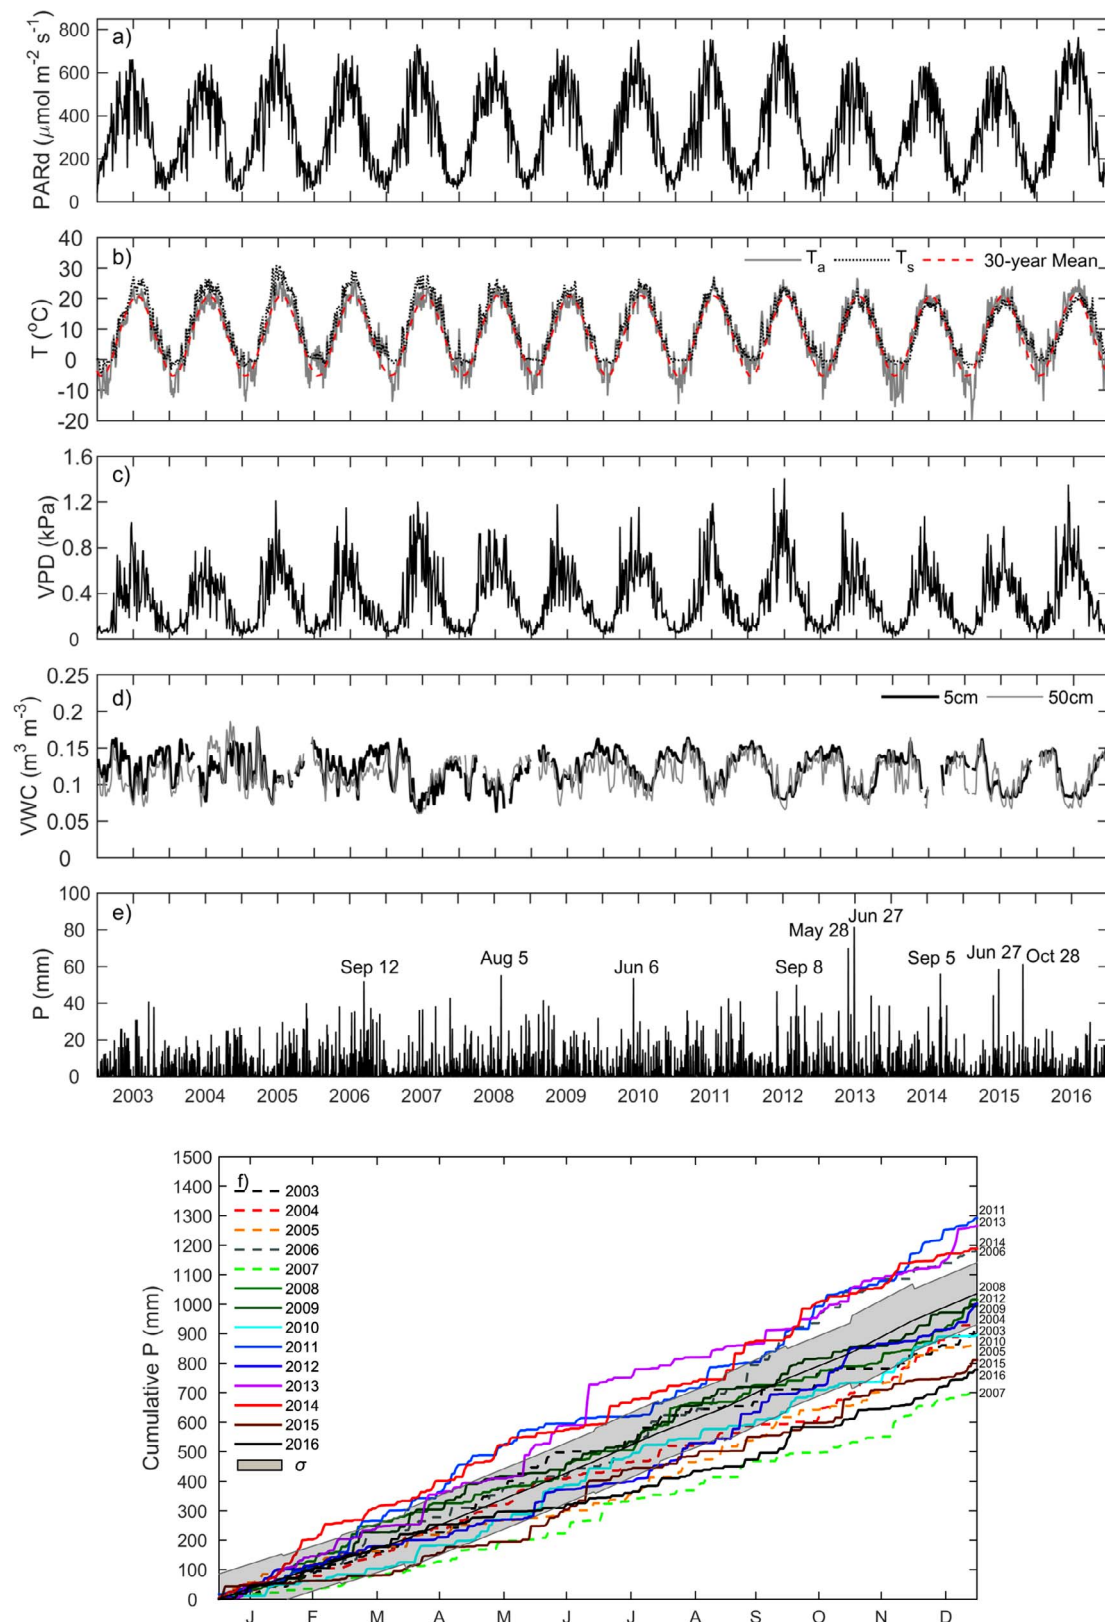 a)
800
600
400
200
0
PARd (μmol m⁻² s⁻¹)
b)
Tₐ Tₛ 30-year Mean
40
30
20
10
0
-10
-20
T (°C)
c)
1.6
1.2
0.8
0.4
0
VPD (kPa)
d)
5cm 50cm
0.25
0.2
0.15
0.1
0.05
0
VWC (m³ m⁻³)
e)
100
80
60
40
20
0
P (mm)
Sep 12
Aug 5
Jun 6
Sep 8
May 28
Jun 27
Sep 5
Jun 27
Oct 28
2003 2004 2005 2006 2007 2008 2009 2010 2011 2012 2013 2014 2015 2016
f)
1500
1400
1300
1200
1100
1000
900
800
700
600
500
400
300
200
100
0
Cumulative P (mm)
2003
2004
2005
2006
2007
2008
2009
2010
2011
2012
2013
2014
2015
2016
σ
2011
2013
2014
2006
2008
2012
2009
2004
2003
2010
2005
2015
2016
2007
J F M A M J J A S O N D